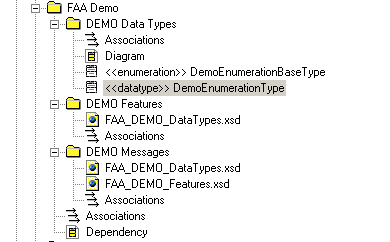 FAA Demo
DEMO Data Types
Associations
Diagram
<<enumeration>> DemoEnumerationBaseType
<<datatype>> DemoEnumerationType
DEMO Features
FAA_DEMO_DataTypes.xsd
Associations
DEMO Messages
FAA_DEMO_DataTypes.xsd
FAA_DEMO_Features.xsd
Associations
Associations
Dependency